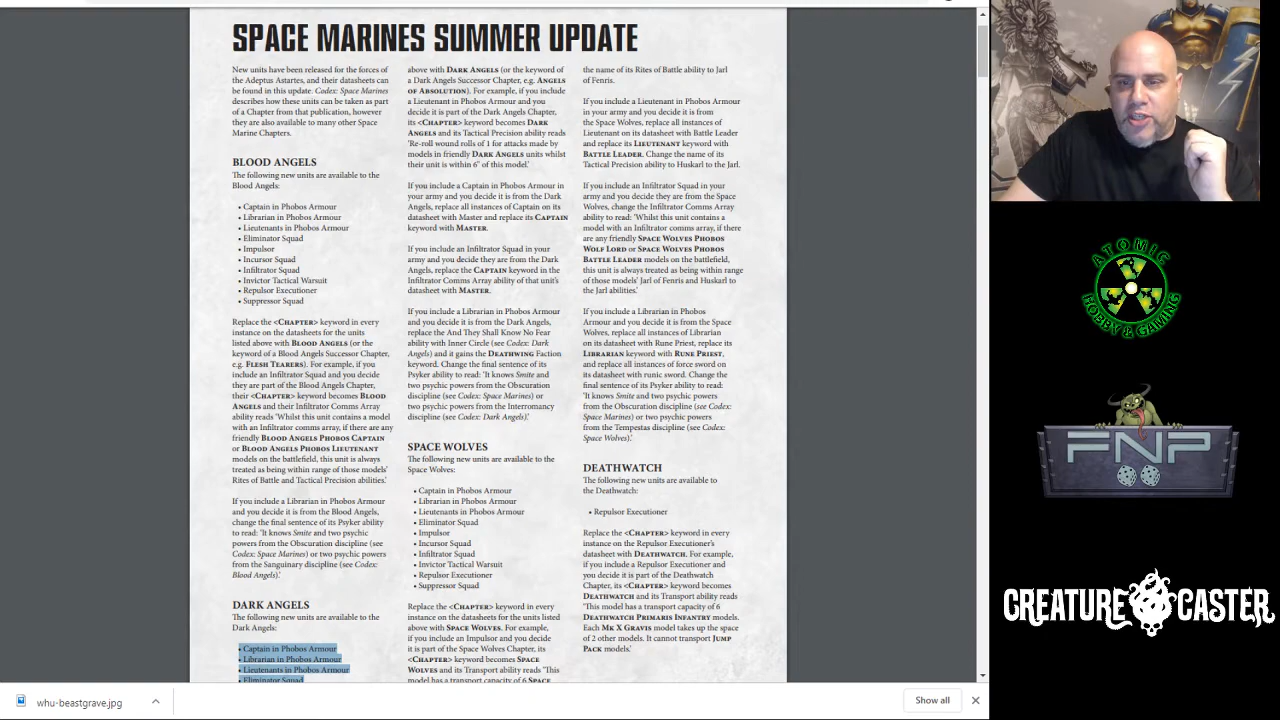 SPACE MARINES SUMMER UPDATE
New units have been released for the forces of
the Adeptus Astartes, and their datasheets can
be found in this update. Codex: Space Marines
describes how these units can be taken as part
of a Chapter from that publication, however
they are also available to many other Space
Marine Chapters.
BLOOD ANGELS
The following new units are available to the
Blood Angels:
• Captain in Phobos Armour
• Librarian in Phobos Armour
• Lieutenants in Phobos Armour
• Eliminator Squad
• Impulsor
• Incursor Squad
• Infiltrator Squad
• Invictor Tactical Warsuit
• Repulsor Executioner
• Suppressor Squad
Replace the <CHAPTER> keyword in every
instance on the datasheets for the units
listed above with BLOOD ANGELS (or the
keyword of a Blood Angels Successor Chapter,
e.g. FLESH TEARERS). For example, if you
include an Infiltrator Squad and you decide
they are part of the Blood Angels Chapter,
their <CHAPTER> keyword becomes BLOOD
ANGELS and their Infiltrator Comms Array
ability reads 'Whilst this unit contains a model
with an Infiltrator comms array, if there are any
friendly BLOOD ANGELS PHOBOS CAPTAIN
or BLOOD ANGELS PHOBOS LIEUTENANT
models on the battlefield, this unit is always
treated as being within range of those models'
Rites of Battle and Tactical Precision abilities.'
If you include a Librarian in Phobos Armour
and you decide it is from the Blood Angels,
change the final sentence of its Psyker ability
to read: 'It knows Smite and two psychic
powers from the Obscuration discipline (see
Codex: Space Marines) or two psychic powers
from the Sanguinary discipline (see Codex:
Blood Angels).'
DARK ANGELS
The following new units are available to the
Dark Angels:
• Captain in Phobos Armour
• Librarian in Phobos Armour
• Lieutenants in Phobos Armour
• Eliminator Squad
above with DARK ANGELS (or the keyword of
a Dark Angels Successor Chapter, e.g. ANGELS
OF ABSOLUTION). For example, if you include
a Lieutenant in Phobos Armour and you
decide it is part of the Dark Angels Chapter,
its <CHAPTER> keyword becomes DARK
ANGELS and its Tactical Precision ability reads
'Re-roll wound rolls of 1 for attacks made by
models in friendly DARK ANGELS units whilst
their unit is within 6" of this model.'
If you include a Captain in Phobos Armour in
your army and you decide it is from the Dark
Angels, replace all instances of Captain on its
datasheet with Master and replace its CAPTAIN
keyword with MASTER.
If you include an Infiltrator Squad in your
army and you decide they are from the Dark
Angels, replace the CAPTAIN keyword in the
Infiltrator Comms Array ability of that unit's
datasheet with MASTER.
If you include a Librarian in Phobos Armour
and you decide it is from the Dark Angels,
replace the And They Shall Know No Fear
ability with Inner Circle (see Codex: Dark
Angels) and it gains the DEATHWING Faction
keyword. Change the final sentence of its
Psyker ability to read: 'It knows Smite and
two psychic powers from the Obscuration
discipline (see Codex: Space Marines) or
two psychic powers from the Interromancy
discipline (see Codex: Dark Angels).'
SPACE WOLVES
The following new units are available to the
Space Wolves:
• Captain in Phobos Armour
• Librarian in Phobos Armour
• Lieutenants in Phobos Armour
• Eliminator Squad
• Impulsor
• Incursor Squad
• Infiltrator Squad
• Invictor Tactical Warsuit
• Repulsor Executioner
• Suppressor Squad
Replace the <CHAPTER> keyword in every
instance on the datasheets for the units listed
above with SPACE WOLVES. For example,
if you include an Impulsor and you decide
it is part of the Space Wolves Chapter, its
<CHAPTER> keyword becomes SPACE
WOLVES and its Transport ability reads 'This
model has a transport capacity of 6 SPACE
the name of its Rites of Battle ability to Jarl
of Fenris.
If you include a Lieutenant in Phobos Armour
in your army and you decide it is from
the Space Wolves, replace all instances of
Lieutenant on its datasheet with Battle Leader
and replace its LIEUTENANT keyword with
BATTLE LEADER. Change the name of its
Tactical Precision ability to Huskarl to the Jarl.
If you include an Infiltrator Squad in your
army and you decide they are from the Space
Wolves, change the Infiltrator Comms Array
ability to read: 'Whilst this unit contains a
model with an Infiltrator comms array, if there
are any friendly SPACE WOLVES PHOBOS
WOLF LORD or SPACE WOLVES PHOBOS
BATTLE LEADER models on the battlefield,
this unit is always treated as being within range
of those models' Jarl of Fenris and Huskarl to
the Jarl abilities.'
If you include a Librarian in Phobos
Armour and you decide it is from the Space
Wolves, replace all instances of Librarian
on its datasheet with Rune Priest, replace its
LIBRARIAN keyword with RUNE PRIEST,
and replace all instances of force sword on
its datasheet with runic sword. Change the
final sentence of its Psyker ability to read:
'It knows Smite and two psychic powers
from the Obscuration discipline (see Codex:
Space Marines) or two psychic powers
from the Tempestas discipline (see Codex:
Space Wolves).'
DEATHWATCH
The following new units are available to
the Deathwatch:
• Repulsor Executioner
Replace the <CHAPTER> keyword in every
instance on the Repulsor Executioner's
datasheet with DEATHWATCH. For example,
if you include a Repulsor Executioner and
you decide it is part of the Deathwatch
Chapter, its <CHAPTER> keyword becomes
DEATHWATCH and its Transport ability reads
'This model has a transport capacity of 6
DEATHWATCH PRIMARIS INFANTRY models.
Each MK X GRAVIS model takes up the space
of 2 other models. It cannot transport JUMP
PACK models.'
ATOMIC
HOBBY & GAMING
FNP
CREATURE CASTER
whu-beastgrave.jpg
Show all